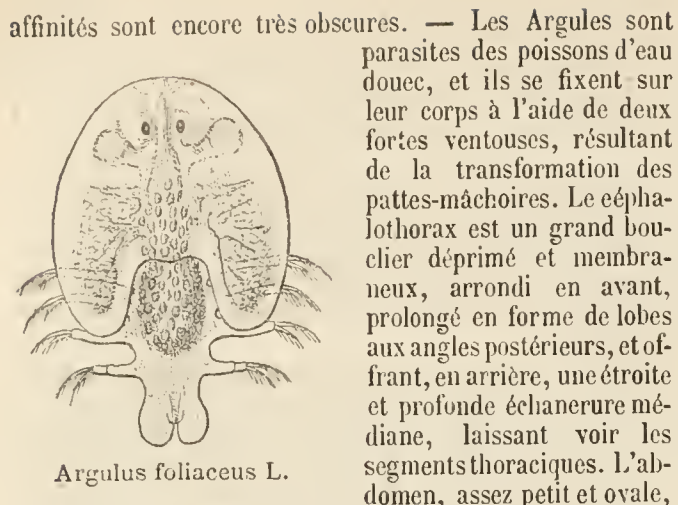 affinités sont encore très obscures. — Les Argules sont
parasites des poissons d'eau
douec, et ils se fixent sur
leur corps à l'aide de deux
fortes ventouses, résultant
de la transformation des
pattes-mâchoires. Le eépha-
lothorax est un grand bou-
clier déprimé et membra-
neux, arrondi en avant,
prolongé en forme de lobes
aux angles postérieurs, et of-
frant, en arrière, une étroite
et profonde échanerure mé-
diane, laissant voir les
segments thoraciques. L'ab-
domen, assez petit et ovale,
Argulus foliaceus L.